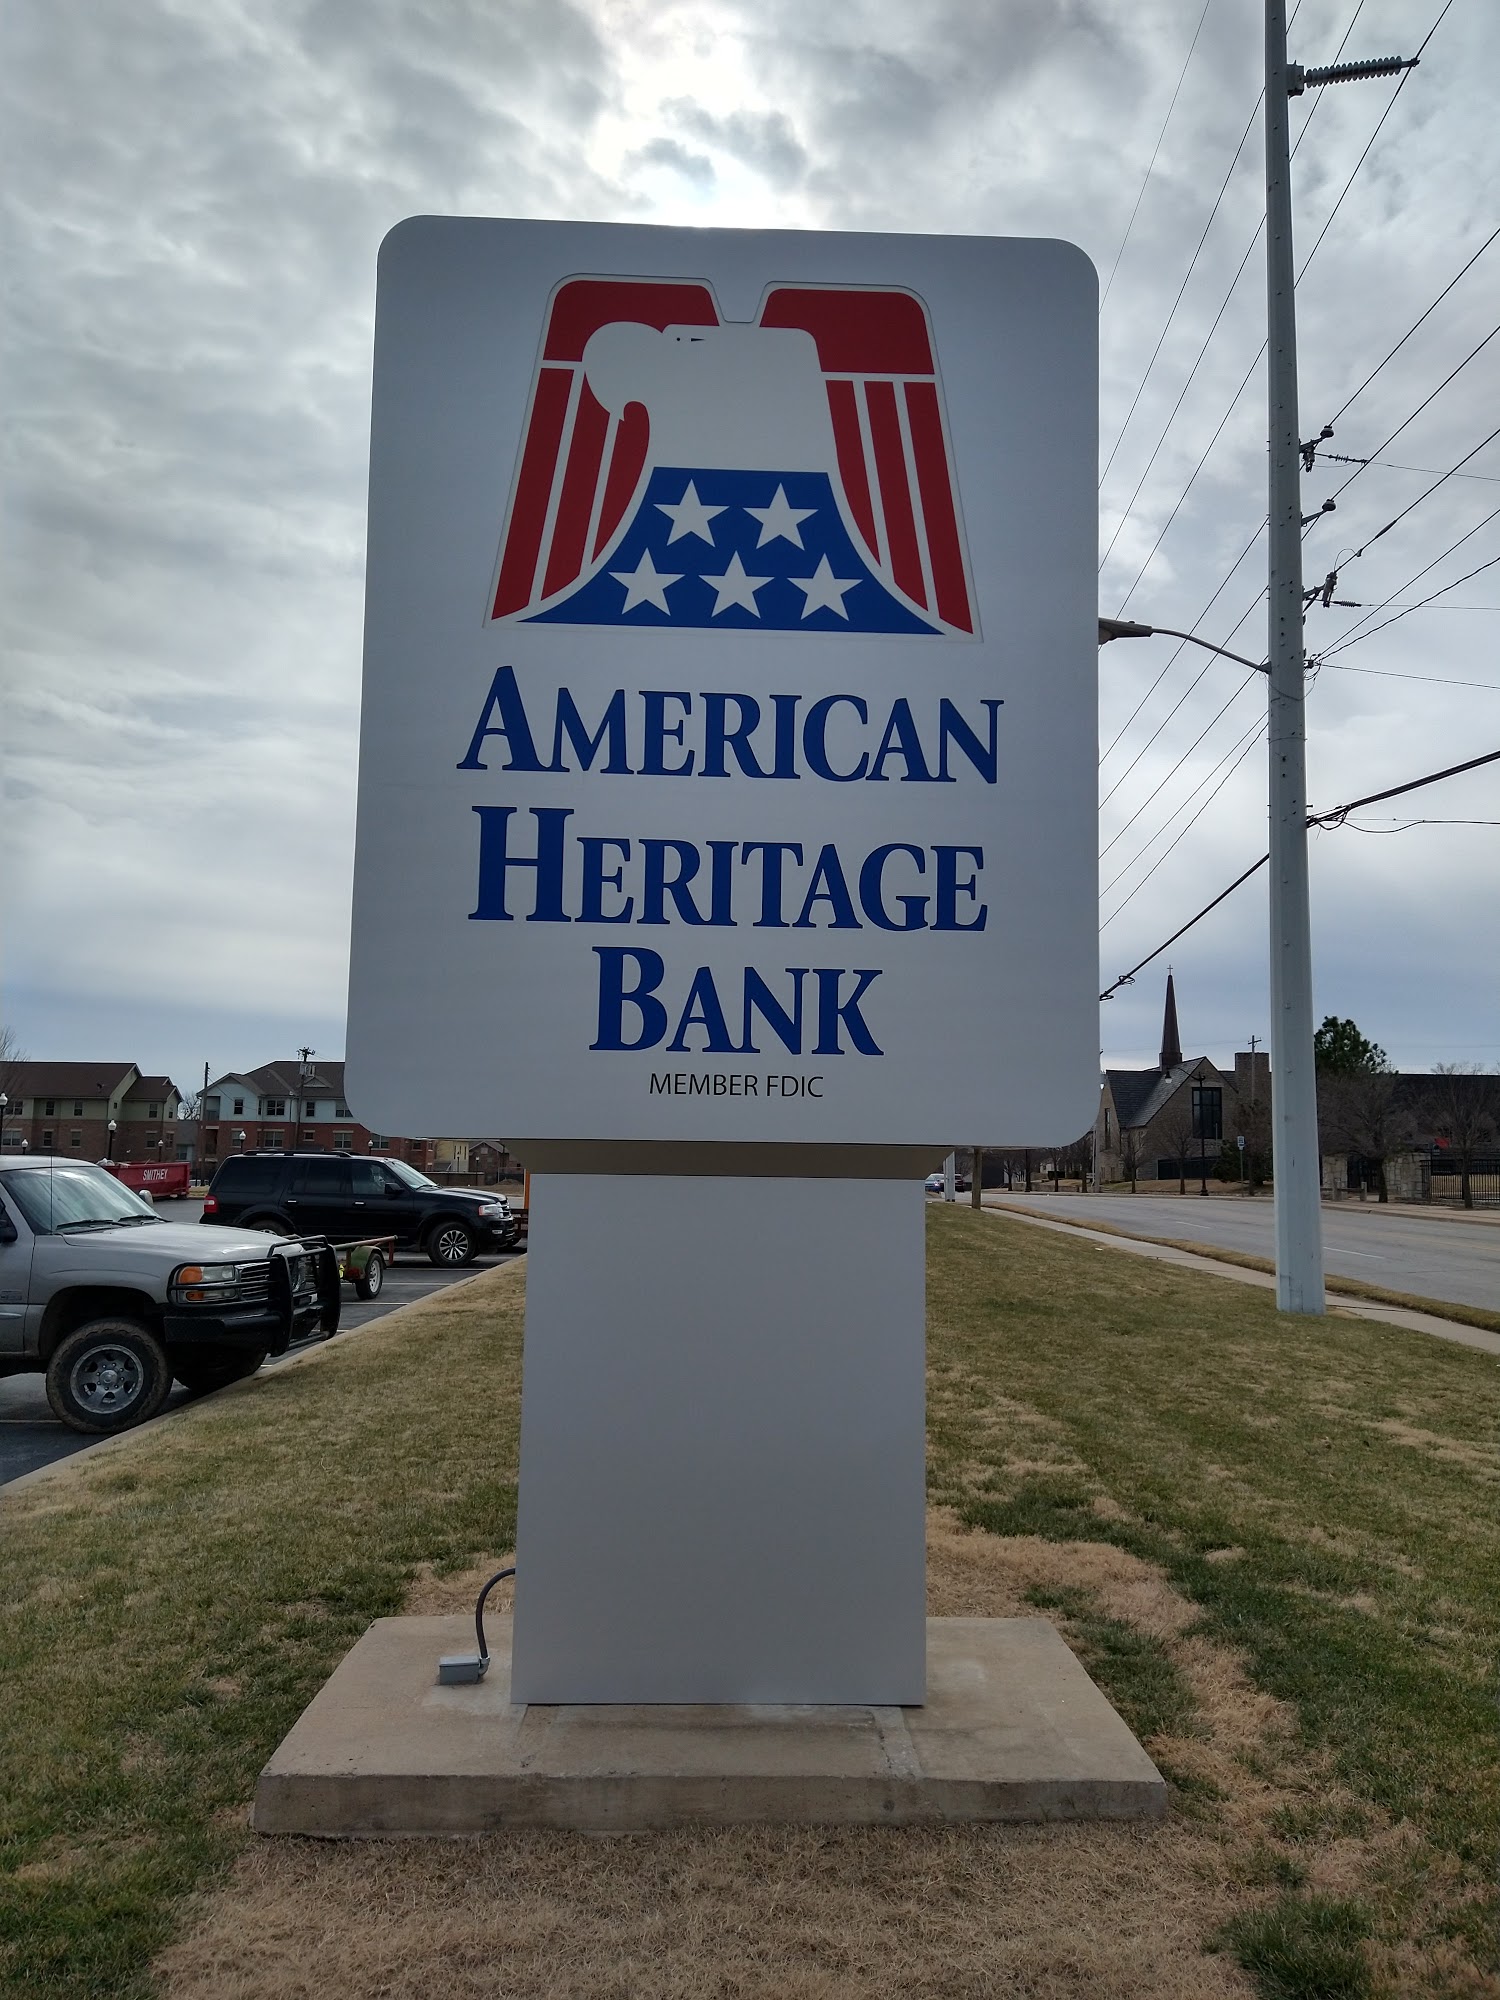 AMERICAN
HERITAGE
BANK
MEMBER FDIC
SMITHEY